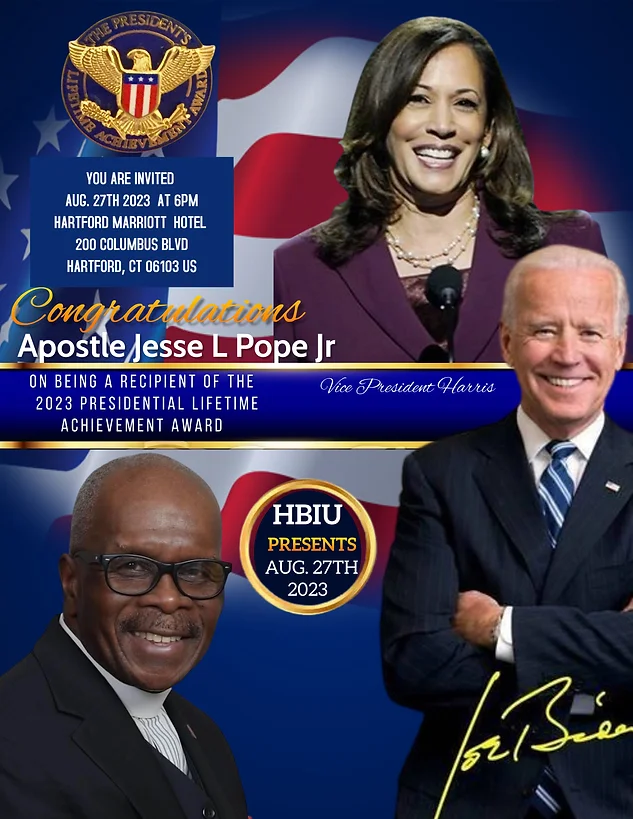 THE PRESIDENT'S
LIFETIME ACHIEVEMENT AWARD
YOU ARE INVITED
AUG. 27TH 2023 AT 6PM
HARTFORD MARRIOTT HOTEL
200 COLUMBUS BLVD
HARTFORD, CT 06103 US
Congratulations
Apostle Jesse L Pope Jr
ON BEING A RECIPIENT OF THE
2023 PRESIDENTIAL LIFETIME
ACHIEVEMENT AWARD
Vice President Harris
HBIU
PRESENTS
AUG. 27TH
2023
Joe Biden